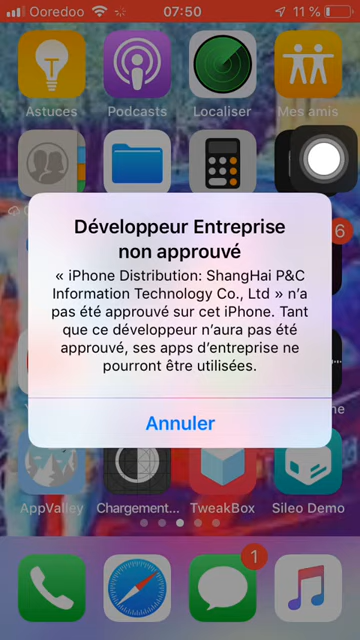 Ooredoo 07:50 11 %
Astuces Podcasts Localiser Mes amis
6
Développeur Entreprise
non approuvé
« iPhone Distribution: ShangHai P&C
Information Technology Co., Ltd » n’a
pas été approuvé sur cet iPhone. Tant
que ce développeur n’aura pas été
approuvé, ses apps d’entreprise ne
pourront être utilisées.
Annuler
AppValley Chargement... TweakBox Sileo Demo
1